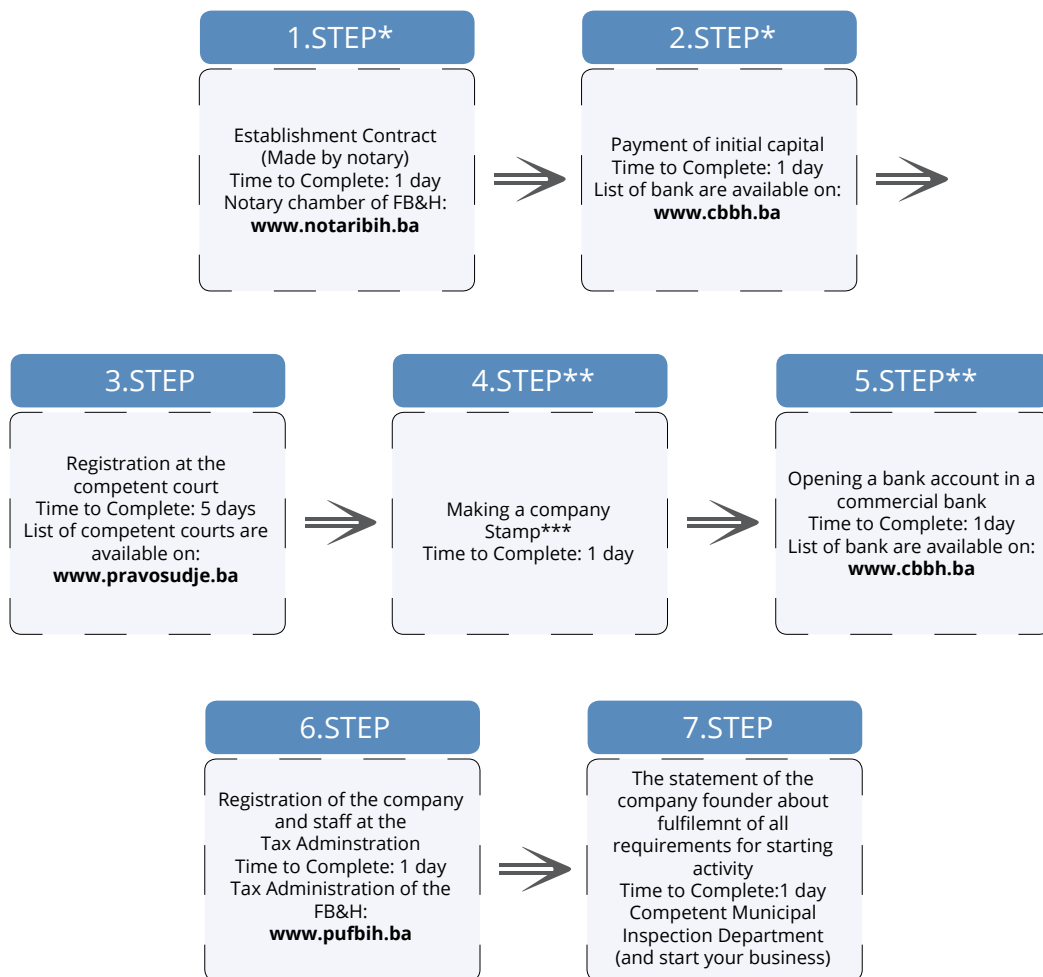 1.STEP*
Establishment Contract
(Made by notary)
Time to Complete: 1 day
Notary chamber of FB&H:
www.notaribih.ba
2.STEP*
Payment of initial capital
Time to Complete: 1 day
List of bank are available on:
www.cbbh.ba
3.STEP
Registration at the
competent court
Time to Complete: 5 days
List of competent courts are
available on:
www.pravosudje.ba
4.STEP**
Making a company
Stamp***
Time to Complete: 1 day
5.STEP**
Opening a bank account in a
commercial bank
Time to Complete: 1day
List of bank are available on:
www.cbbh.ba
6.STEP
Registration of the company
and staff at the
Tax Adminstration
Time to Complete: 1 day
Tax Administration of the
FB&H:
www.pufbih.ba
7.STEP
The statement of the
company founder about
fulfilemnt of all
requirements for starting
activity
Time to Complete:1 day
Competent Municipal
Inspection Department
(and start your business)